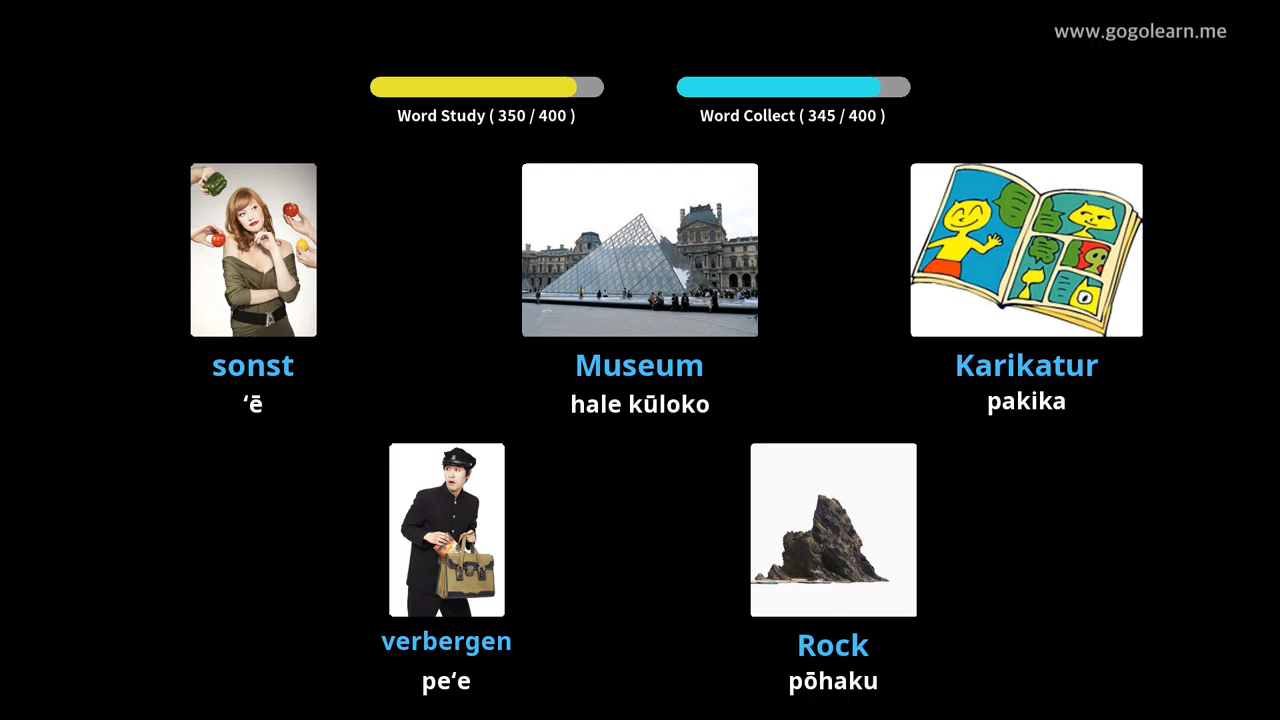 www.gogolearn.me
Word Study ( 350 / 400 )
Word Collect ( 345 / 400 )
sonst
ʻē
Museum
hale kūloko
Karikatur
pakika
verbergen
peʻe
Rock
pōhaku